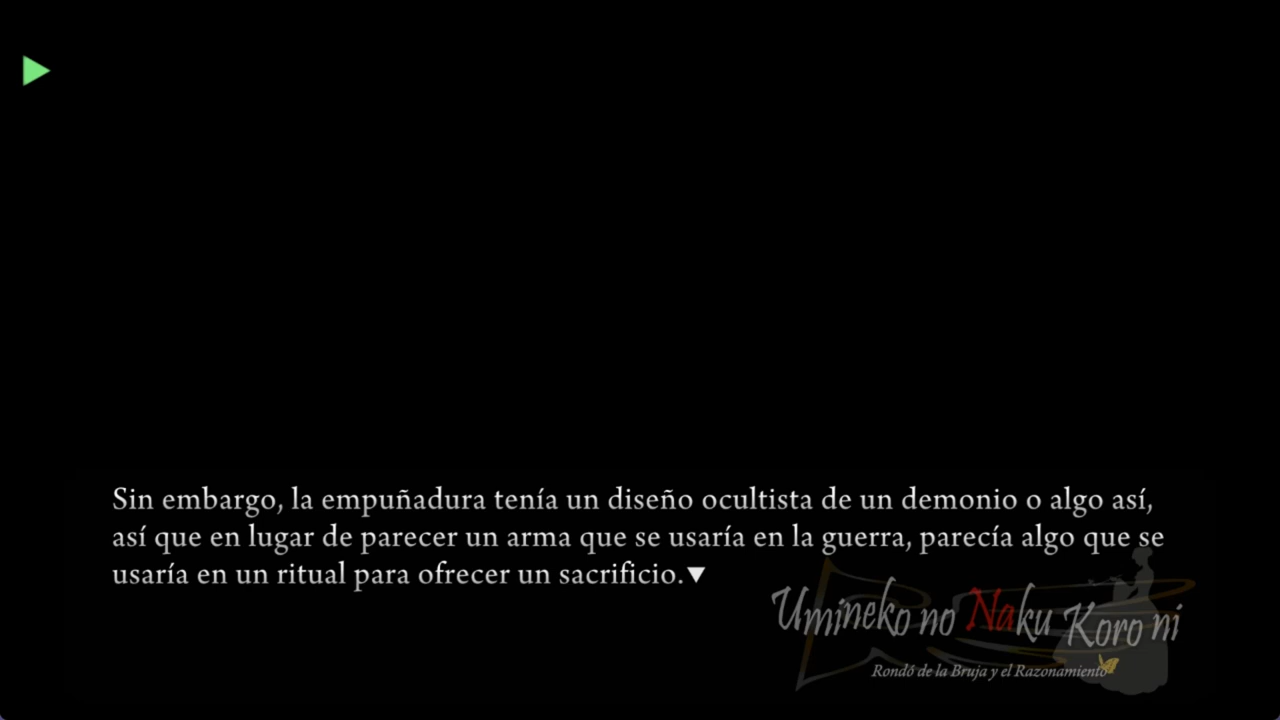 Sin embargo, la empuñadura tenía un diseño ocultista de un demonio o algo así,
así que en lugar de parecer un arma que se usaría en la guerra, parecía algo que se
usaría en un ritual para ofrecer un sacrificio.
Umineko no Naku Koro ni
Rondó de la Bruja y el Razonamiento